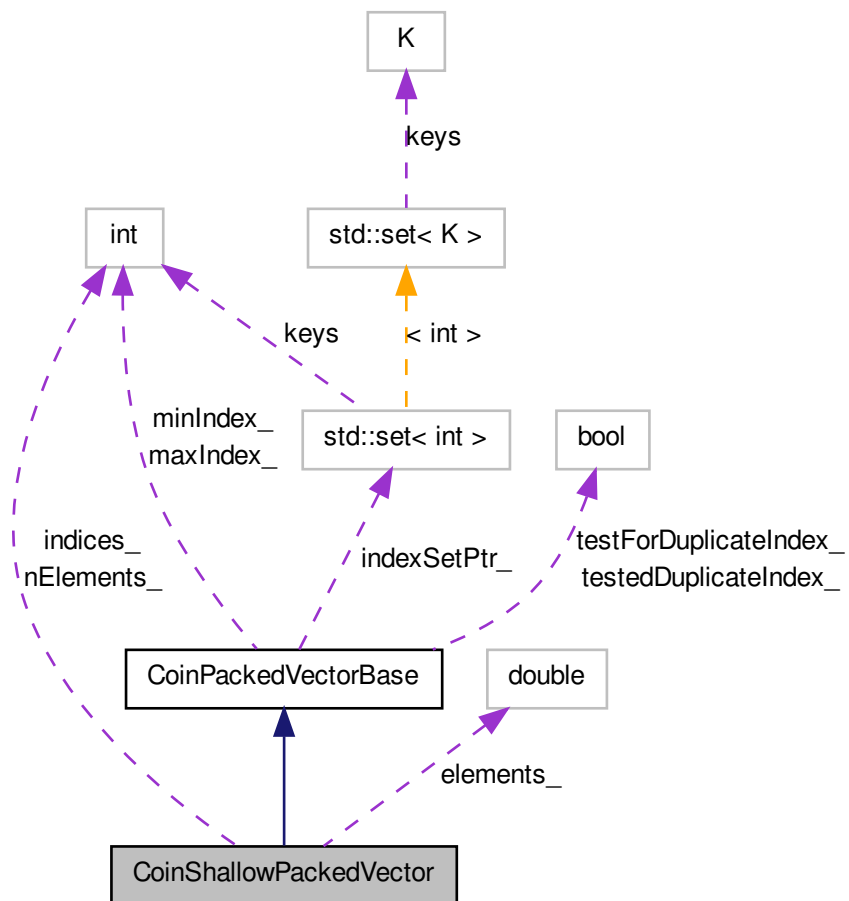 K
keys
int
std::set< K >
keys
< int >
minIndex_
maxIndex_
std::set< int >
bool
indices_
nElements_
indexSetPtr_
testForDuplicateIndex_
testedDuplicateIndex_
CoinPackedVectorBase
double
elements_
CoinShallowPackedVector